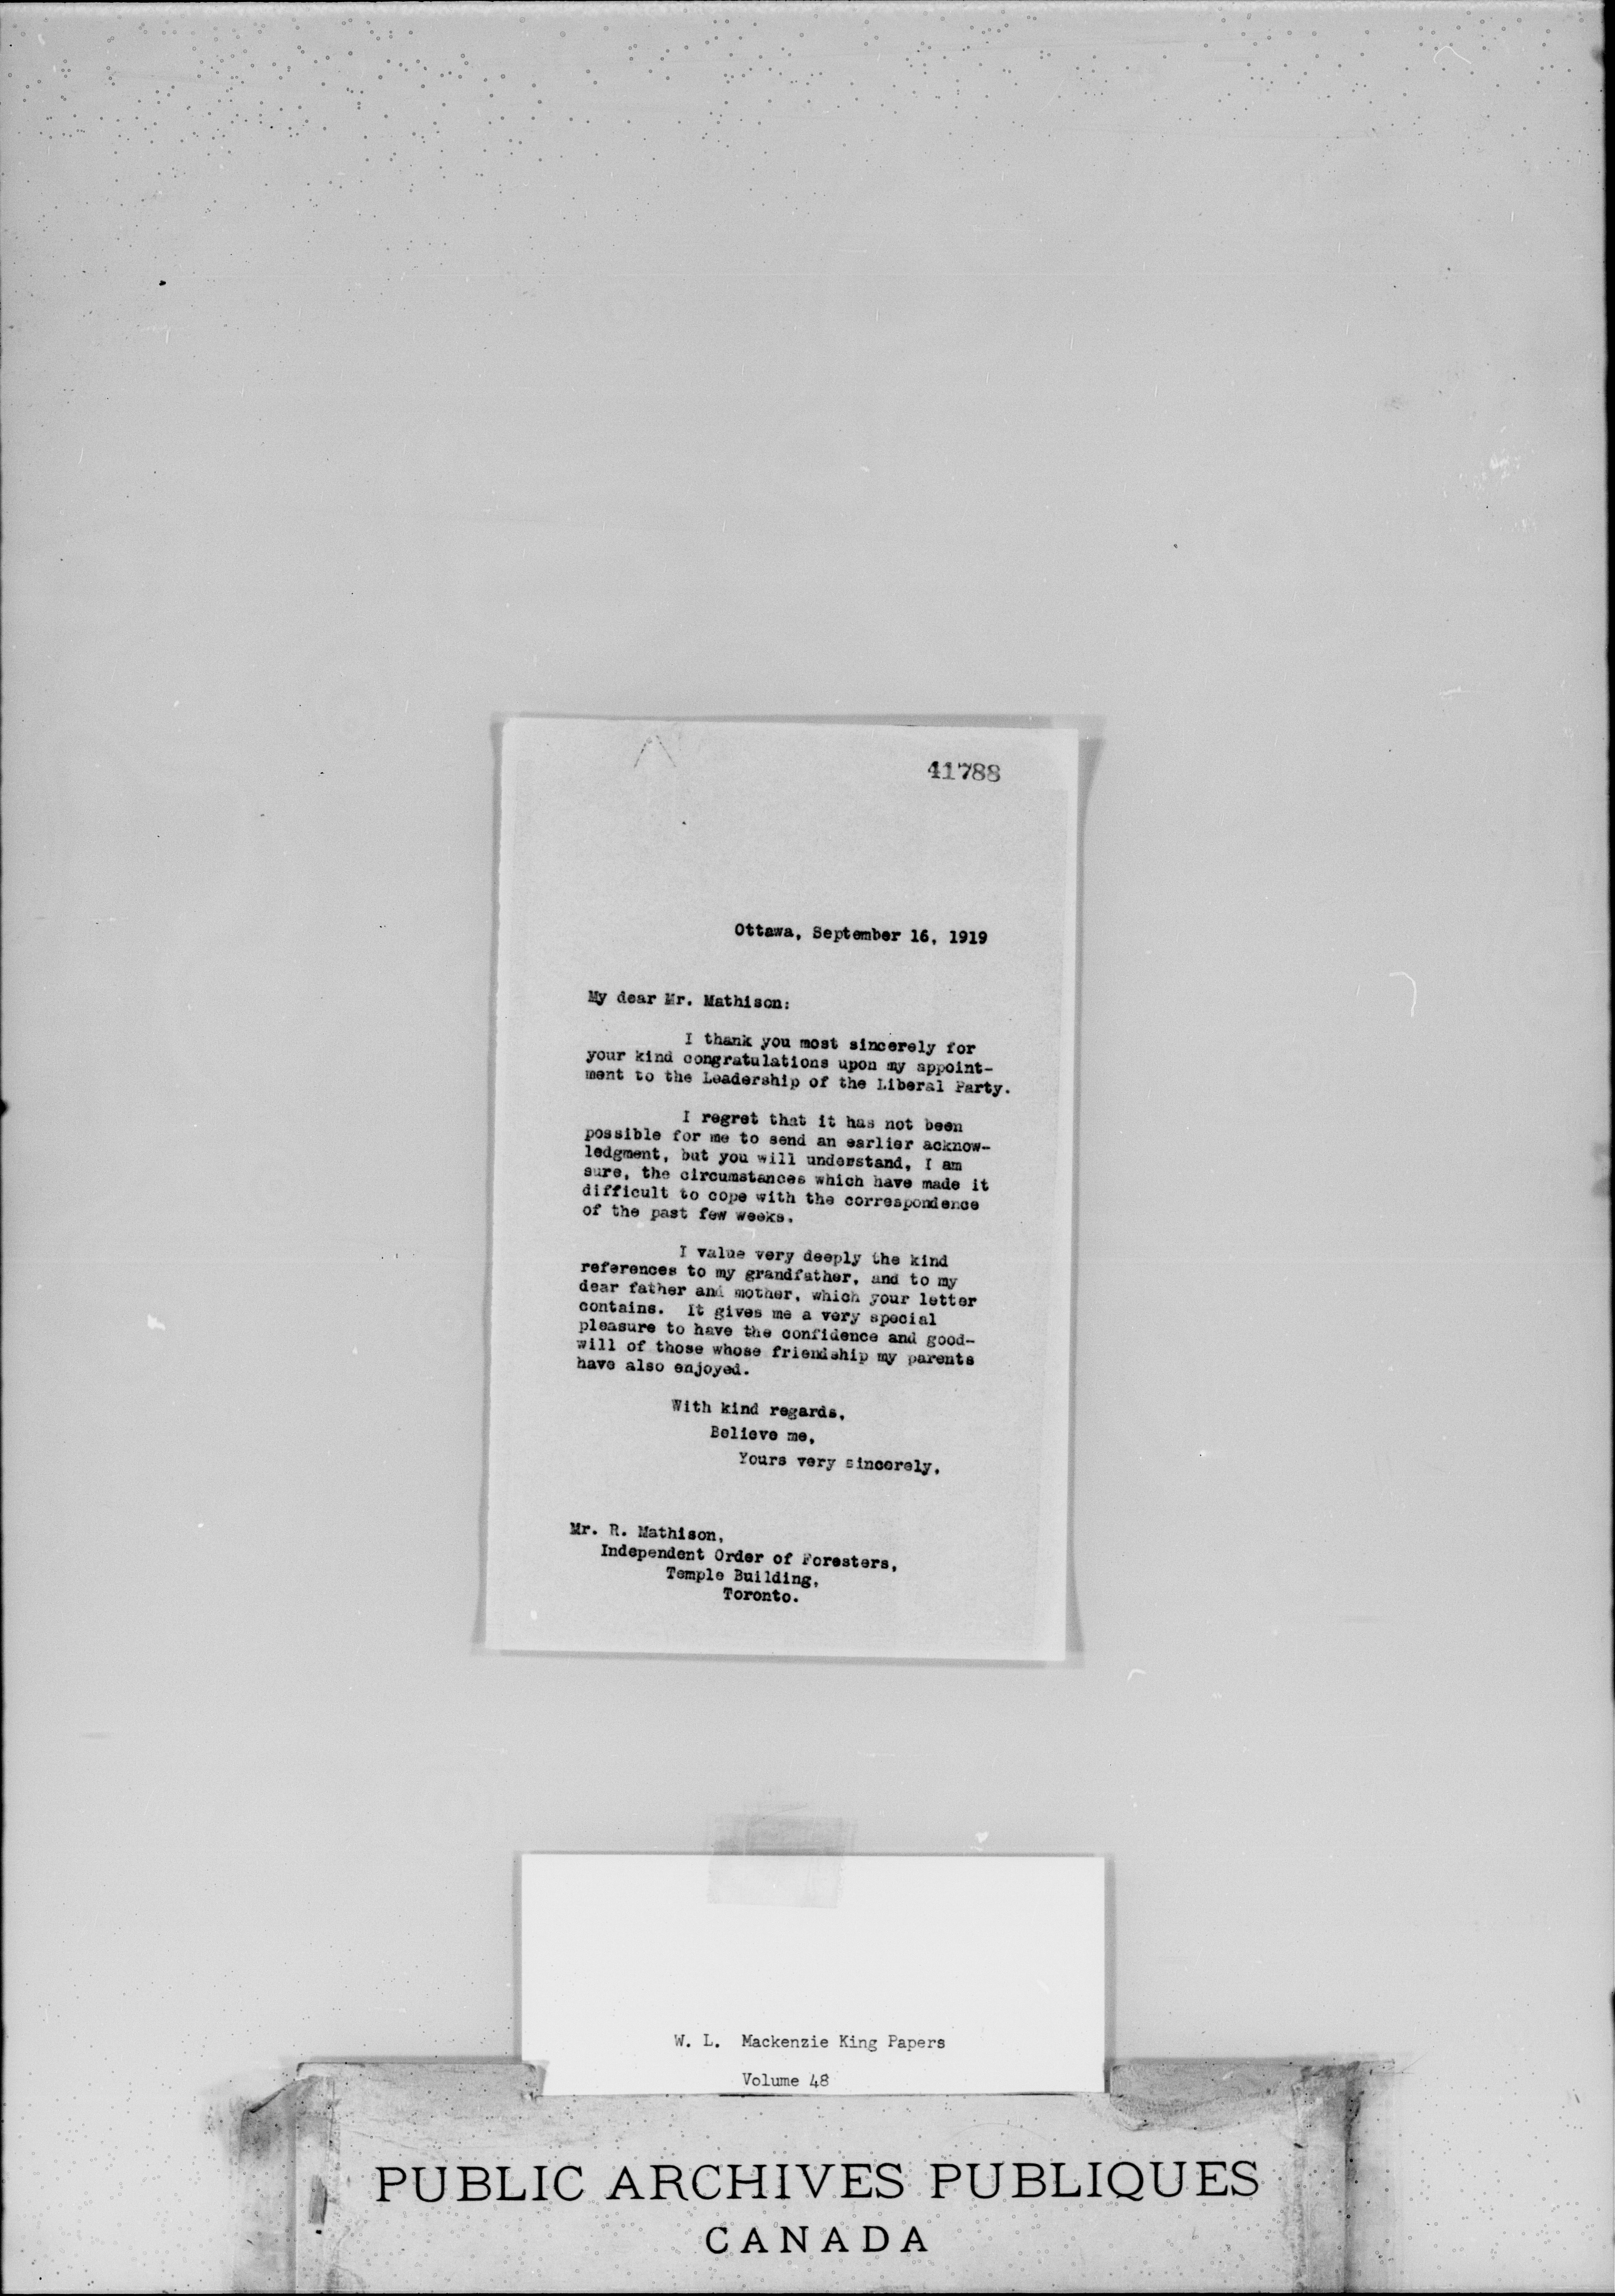 41788
Ottawa, September 16, 1919
My dear Mr. Mathison:
I thank you most sincerely for
your kind congratulations upon my appoint-
ment to the Leadership of the Liberal Party.
I regret that it has not been
possible for me to send an earlier acknow-
ledgment, but you will understand, I am
sure, the circumstances which have made it
difficult to cope with the correspondence
of the past few weeks.
I value very deeply the kind
references to my grandfather, and to my
dear father and mother, which your letter
contains. It gives me a very special
pleasure to have the confidence and good-
will of those whose friendship my parents
have also enjoyed.
With kind regards,
Believe me,
Yours very sincerely,
Mr. R. Mathison,
Independent Order of Foresters,
Temple Building,
Toronto.
W. L. Mackenzie King Papers
Volume 48
PUBLIC ARCHIVES PUBLIQUES
CANADA